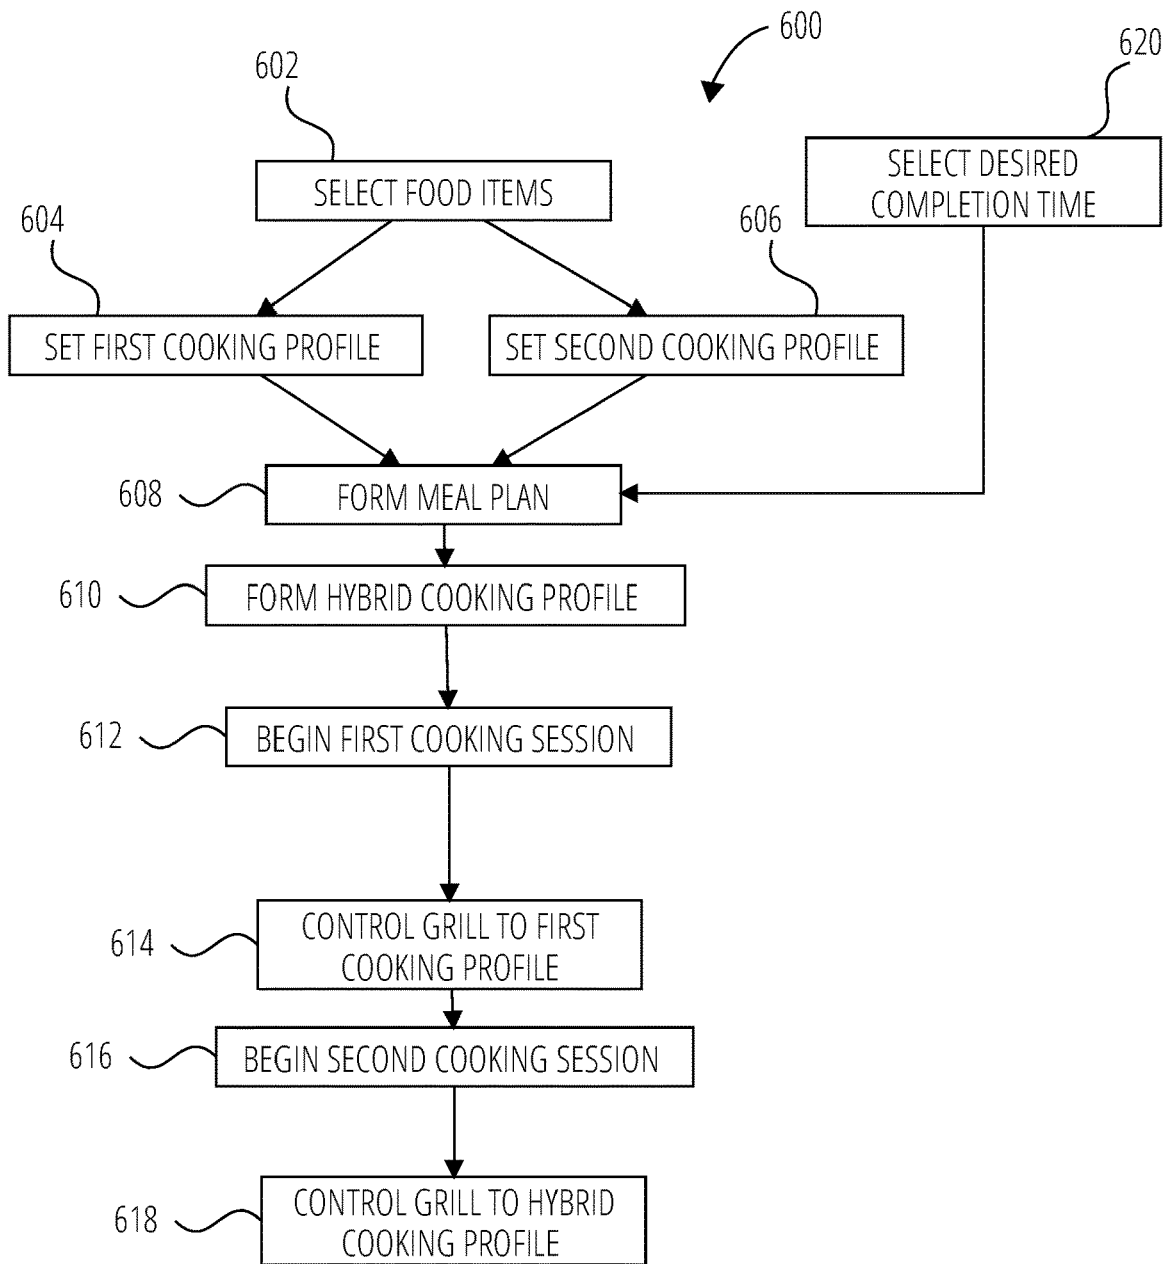 600
620
602
SELECT DESIRED
COMPLETION TIME
SELECT FOOD ITEMS
604
606
SET FIRST COOKING PROFILE
SET SECOND COOKING PROFILE
608
FORM MEAL PLAN
610
FORM HYBRID COOKING PROFILE
612
BEGIN FIRST COOKING SESSION
614
CONTROL GRILL TO FIRST
COOKING PROFILE
616
BEGIN SECOND COOKING SESSION
618
CONTROL GRILL TO HYBRID
COOKING PROFILE